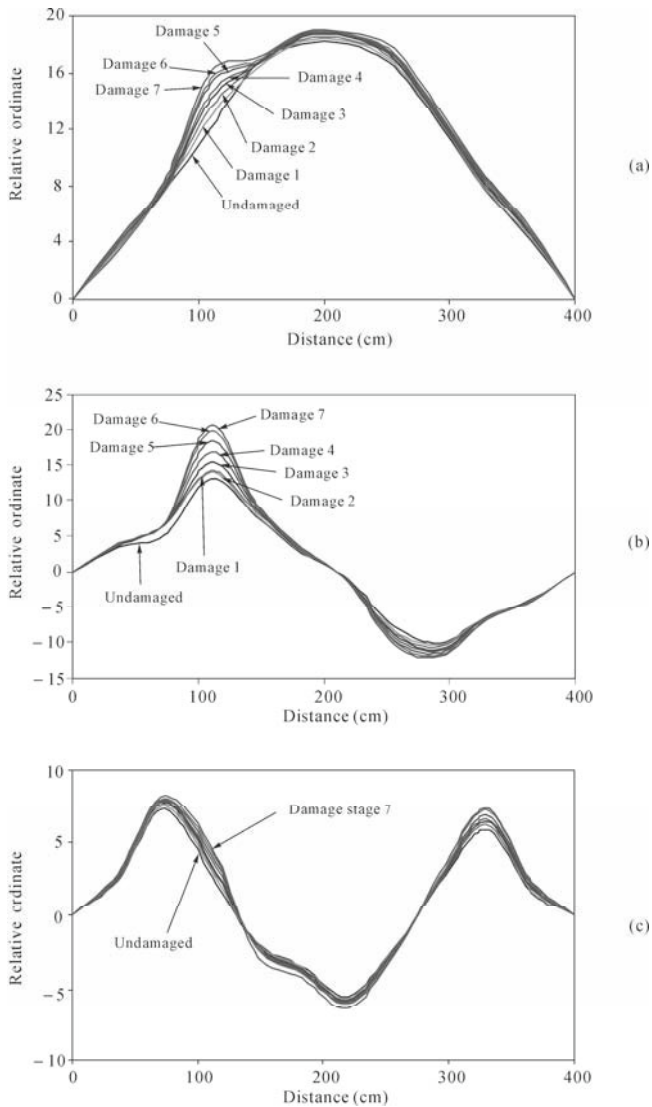 20
16
12
8
4
0
Relative ordinate
Damage 5
Damage 6
Damage 7
Damage 4
Damage 3
Damage 2
Damage 1
Undamaged
0
100
200
300
400
Distance (cm)
(a)
25
20
15
10
5
0
−5
−10
−15
Relative ordinate
Damage 6
Damage 7
Damage 5
Damage 4
Damage 3
Damage 2
Damage 1
Undamaged
0
100
200
300
400
Distance (cm)
(b)
10
5
0
−5
−10
Relative crdinate
Damage stage 7
Undamaged
0
100
200
300
400
Distance (cm)
(c)